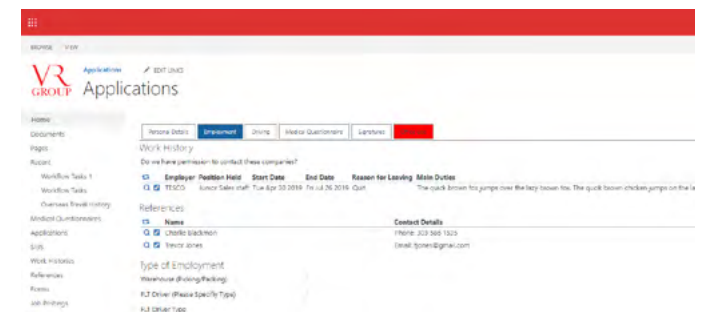 BROWSE VIEW
VR GROUP
Applications EDIT LINKS
Applications
Home
Documents
Pages
Recent
Workflow Tasks 1
Workflow Tasks
Overseas Travel History
Medical Questionnaires
Applications
Work Histories
References
Forms
Job Postings
Personal Details Employment Driving Medical Questionnaire Signatures
Work History
Do we have permission to contact these companies?
Employer Position Held Start Date End Date Reason for Leaving Main Duties
TESCO Junior Sales staff Tue Apr 30 2019 Fri Jul 26 2019 Quit The quick brown fox jumps over the lazy brown fox. The quick brown chicken jumps on the la
References
Name Contact Details
Charlie Blackmon Phone: 303 566 1525
Trevor Jones Email: tjones@gmail.com
Type of Employment
Warehouse (Picking/Packing)
FLT Driver (Please Specify Type)
FLT Driver Type